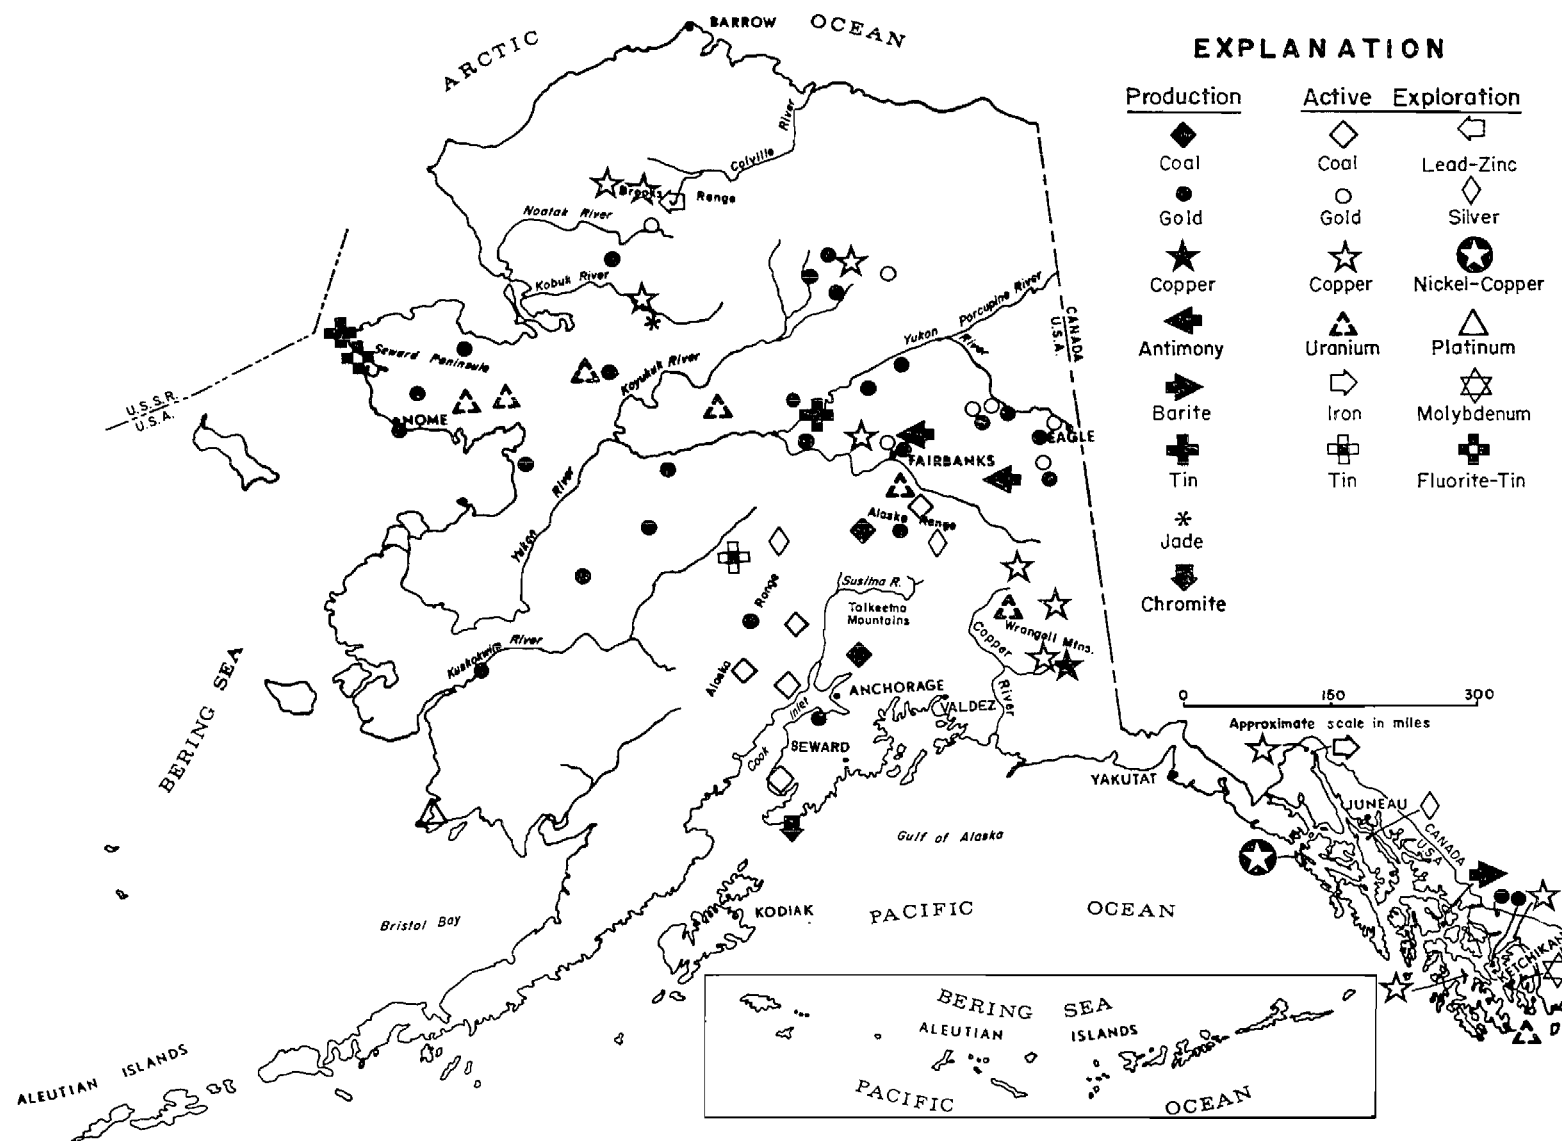 ARCTIC OCEAN
BARROW
EXPLANATION
Production
Active Exploration
Coal
Gold
Copper
Antimony
Barite
Tin
Jade
Chromite
Coal
Gold
Copper
Uranium
Iron
Tin
Lead-Zinc
Silver
Nickel-Copper
Platinum
Molybdenum
Fluorite-Tin
0 150 300
Approximate scale in miles
Colville River
Brooks Range
Noatak River
Kobuk River
Porcupine River
Yukon River
CANADA
U.S.A.
U.S.S.R.
U.S.A.
Seward Peninsula
NOME
Koyukuk River
EAGLE
FAIRBANKS
Yukon River
Alaska Range
Susitna R.
Talkeetna
Mountains
Alaska Range
Copper River
Wrangell Mtns.
Kuskokwim River
ANCHORAGE
VALDEZ
Cook Inlet
SEWARD
YAKUTAT
JUNEAU
CANADA
U.S.A.
KETCHIKAN
BERING SEA
Gulf of Alaska
Bristol Bay
KODIAK
PACIFIC OCEAN
ALEUTIAN ISLANDS
BERING SEA
ALEUTIAN ISLANDS
PACIFIC OCEAN